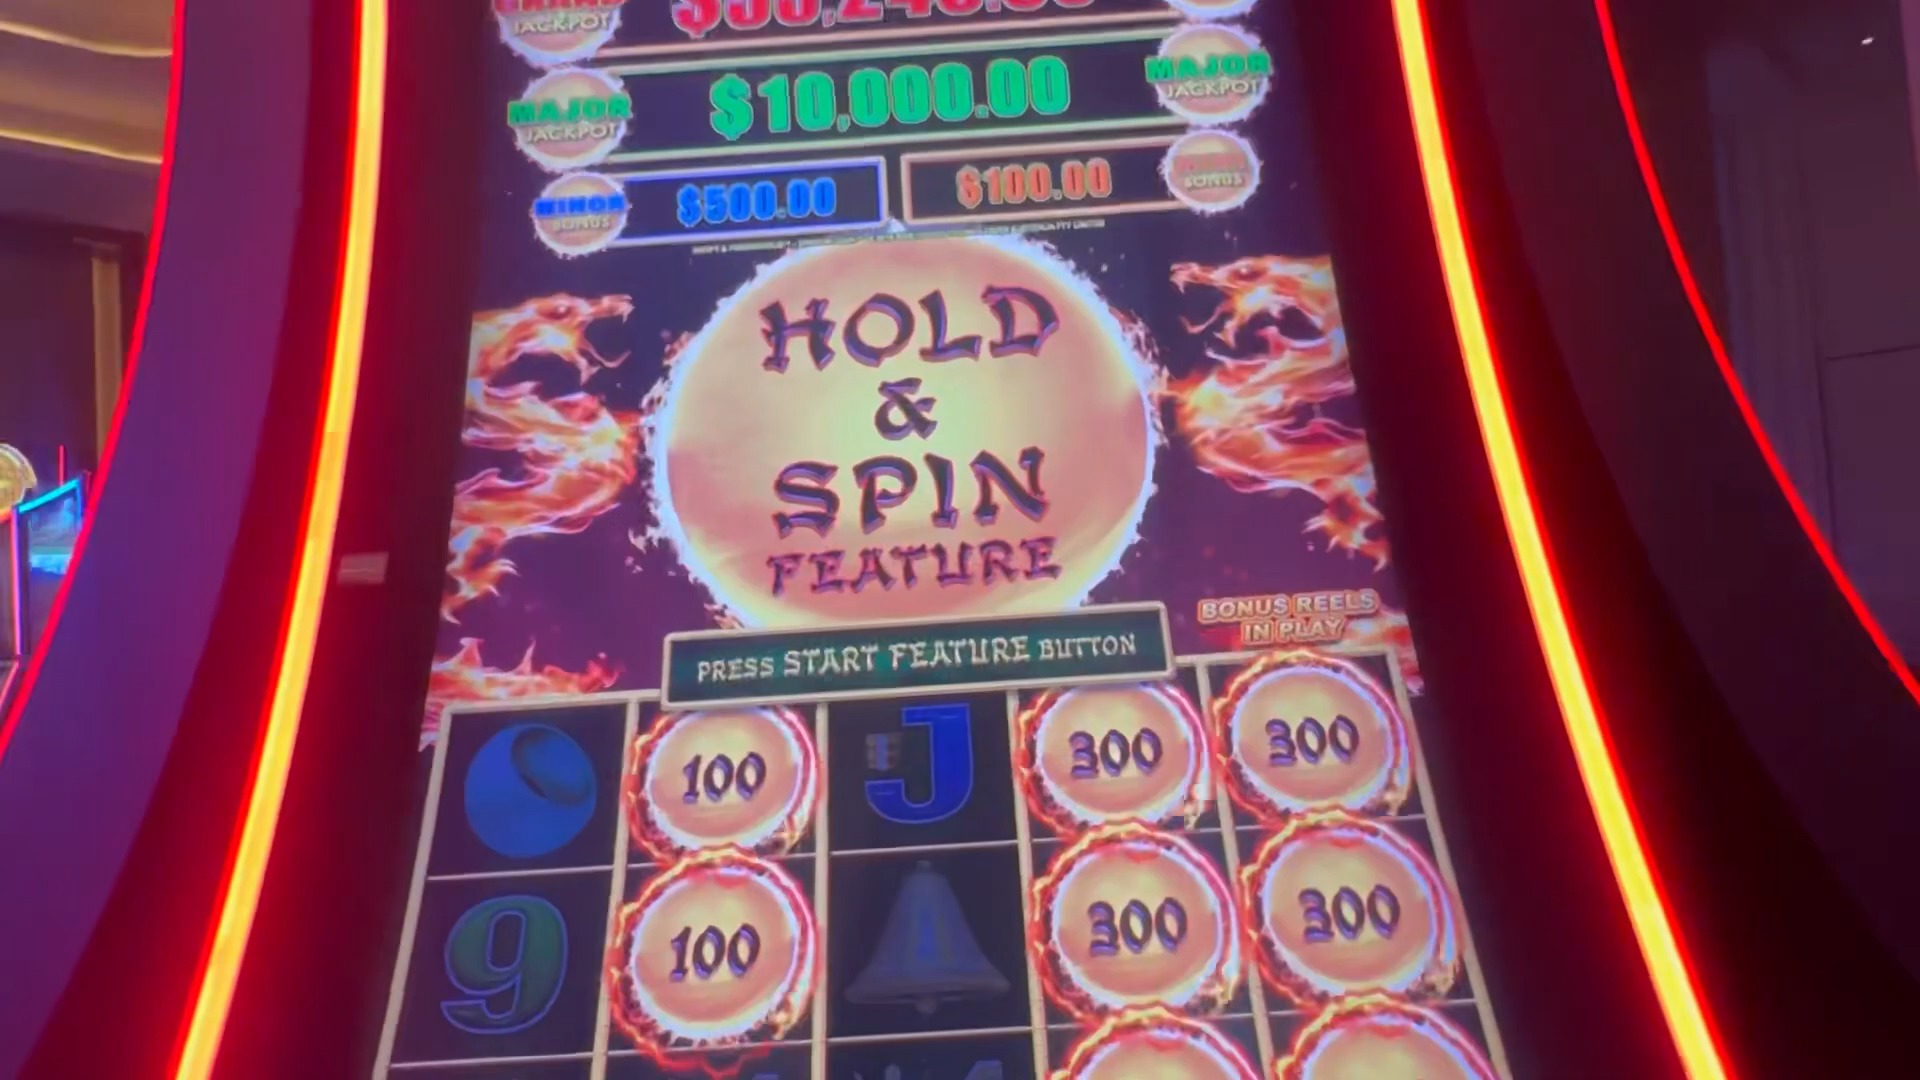 JACKPOT
$10,000.00
MAJOR
JACKPOT
MAJOR
JACKPOT
MINOR
BONUS
$500.00
$100.00
BONUS
HOLD
&
SPIN
FEATURE
BONUS REELS
IN PLAY
PRESS START FEATURE BUTTON
100
J
300
300
9
100
300
300